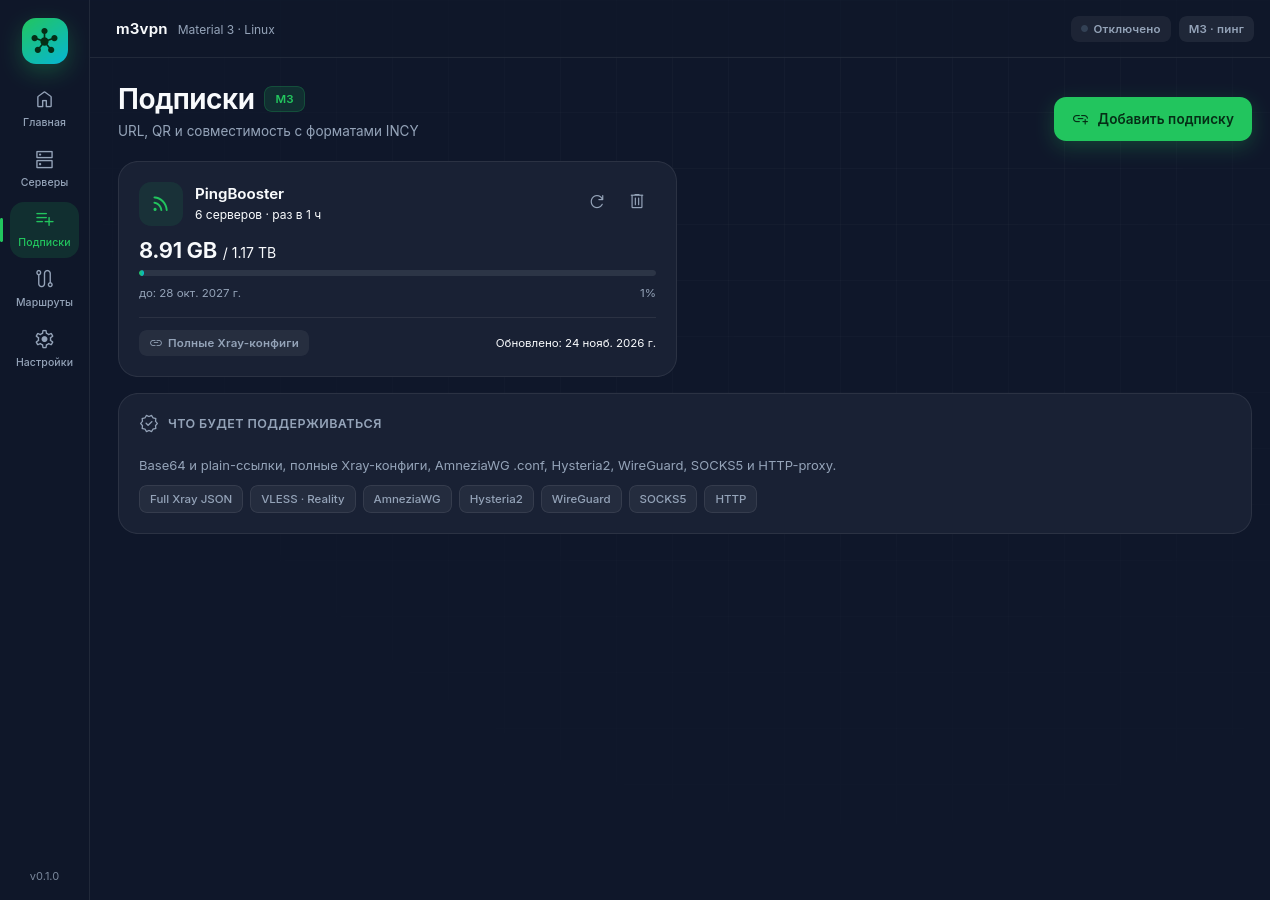 m3vpn Material 3 · Linux
Отключено
M3 · пинг
Главная
Серверы
Подписки
Маршруты
Настройки
v0.1.0
Подписки M3
URL, QR и совместимость с форматами INCY
Добавить подписку
PingBooster
6 серверов · раз в 1 ч
8.91 GB / 1.17 TB
до: 28 окт. 2027 г. 1%
Полные Xray-конфиги
Обновлено: 24 нояб. 2026 г.
ЧТО БУДЕТ ПОДДЕРЖИВАТЬСЯ
Base64 и plain-ссылки, полные Xray-конфиги, AmneziaWG .conf, Hysteria2, WireGuard, SOCKS5 и HTTP-proxy.
Full Xray JSON VLESS · Reality AmneziaWG Hysteria2 WireGuard SOCKS5 HTTP